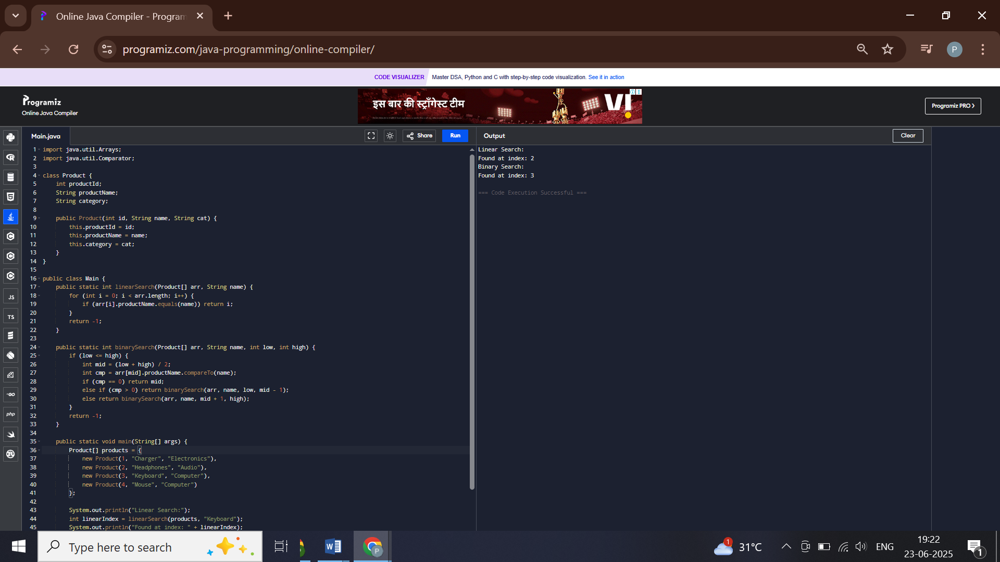 Online Java Compiler - Program
programiz.com/java-programming/online-compiler/
P
CODE VISUALIZER
Master DSA, Python and C with step-by-step code visualization. See it in action
Programiz
Online Java Compiler
इस बार की स्ट्रॉंगेस्ट टीम
VI
Programiz PRO
Main.java
Share
Run
Output
Clear
1 import java.util.Arrays;
2 import java.util.Comparator;
3
4 class Product {
5 int productId;
6 String productName;
7 String category;
8
9 public Product(int id, String name, String cat) {
10 this.productId = id;
11 this.productName = name;
12 this.category = cat;
13 }
14 }
15
16 public class Main {
17 public static int linearSearch(Product[] arr, String name) {
18 for (int i = 0; i < arr.length; i++) {
19 if (arr[i].productName.equals(name)) return i;
20 }
21 return -1;
22 }
23
24 public static int binarySearch(Product[] arr, String name, int low, int high) {
25 if (low <= high) {
26 int mid = (low + high) / 2;
27 int cmp = arr[mid].productName.compareTo(name);
28 if (cmp == 0) return mid;
29 else if (cmp > 0) return binarySearch(arr, name, low, mid - 1);
30 else return binarySearch(arr, name, mid + 1, high);
31 }
32 return -1;
33 }
34
35 public static void main(String[] args) {
36 Product[] products = {
37 new Product(1, "Charger", "Electronics"),
38 new Product(2, "Headphones", "Audio"),
39 new Product(3, "Keyboard", "Computer"),
40 new Product(4, "Mouse", "Computer")
41 };
42
43 System.out.println("Linear Search:");
44 int linearIndex = linearSearch(products, "Keyboard");
45 System.out.println("Found at index: " + linearIndex);
Linear Search:
Found at index: 2
Binary Search:
Found at index: 3
=== Code Execution Successful ===
JS
TS
GO
php
Type here to search
W
P
1
31°C
ENG
19:22
23-06-2025
1